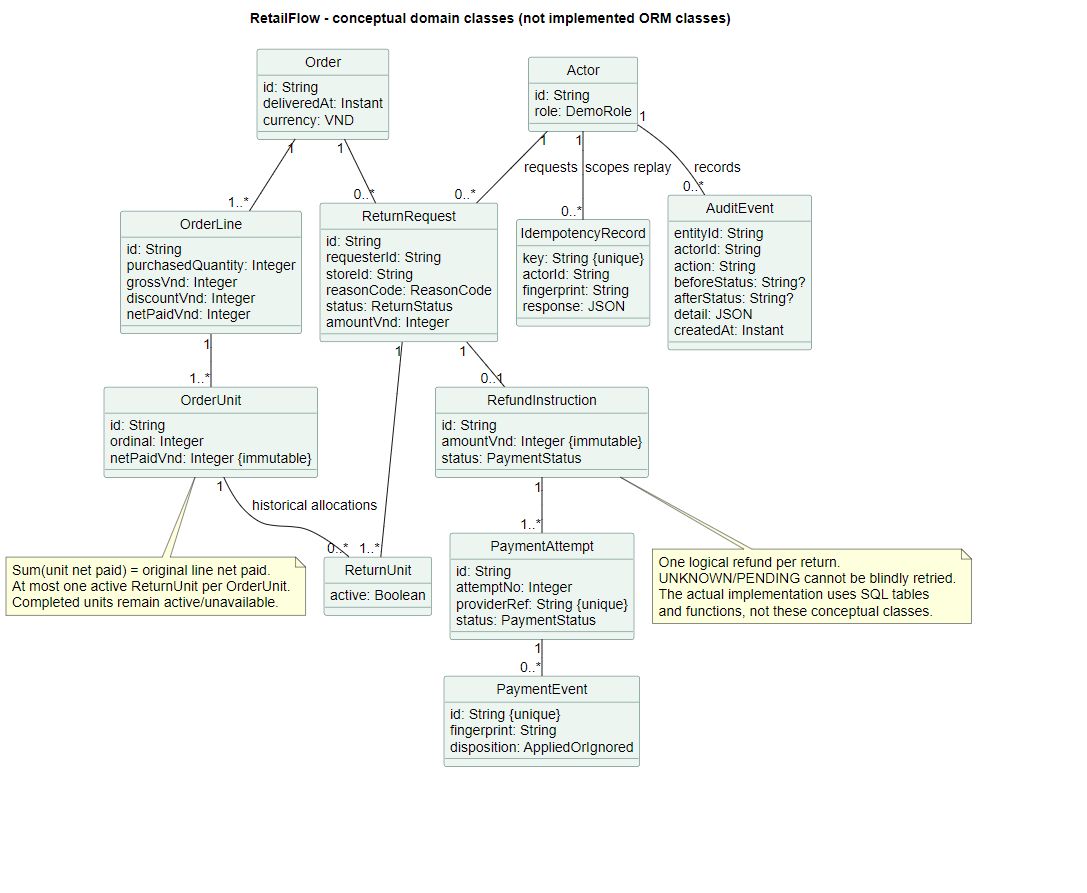 RetailFlow - conceptual domain classes (not implemented ORM classes)
Order
id: String
deliveredAt: Instant
currency: VND
Actor
id: String
role: DemoRole
1
1
1
1
1
requests
scopes replay
records
1..*
0..*
0..*
0..*
0..*
OrderLine
id: String
purchasedQuantity: Integer
grossVnd: Integer
discountVnd: Integer
netPaidVnd: Integer
ReturnRequest
id: String
requesterId: String
storeId: String
reasonCode: ReasonCode
status: ReturnStatus
amountVnd: Integer
IdempotencyRecord
key: String {unique}
actorId: String
fingerprint: String
response: JSON
AuditEvent
entityId: String
actorId: String
action: String
beforeStatus: String?
afterStatus: String?
detail: JSON
createdAt: Instant
1
1
1
1..*
0..1
OrderUnit
id: String
ordinal: Integer
netPaidVnd: Integer {immutable}
RefundInstruction
id: String
amountVnd: Integer {immutable}
status: PaymentStatus
1
1
historical allocations
0..*
1..*
1..*
Sum(unit net paid) = original line net paid.
At most one active ReturnUnit per OrderUnit.
Completed units remain active/unavailable.
ReturnUnit
active: Boolean
PaymentAttempt
id: String
attemptNo: Integer
providerRef: String {unique}
status: PaymentStatus
One logical refund per return.
UNKNOWN/PENDING cannot be blindly retried.
The actual implementation uses SQL tables
and functions, not these conceptual classes.
1
0..*
PaymentEvent
id: String {unique}
fingerprint: String
disposition: AppliedOrIgnored